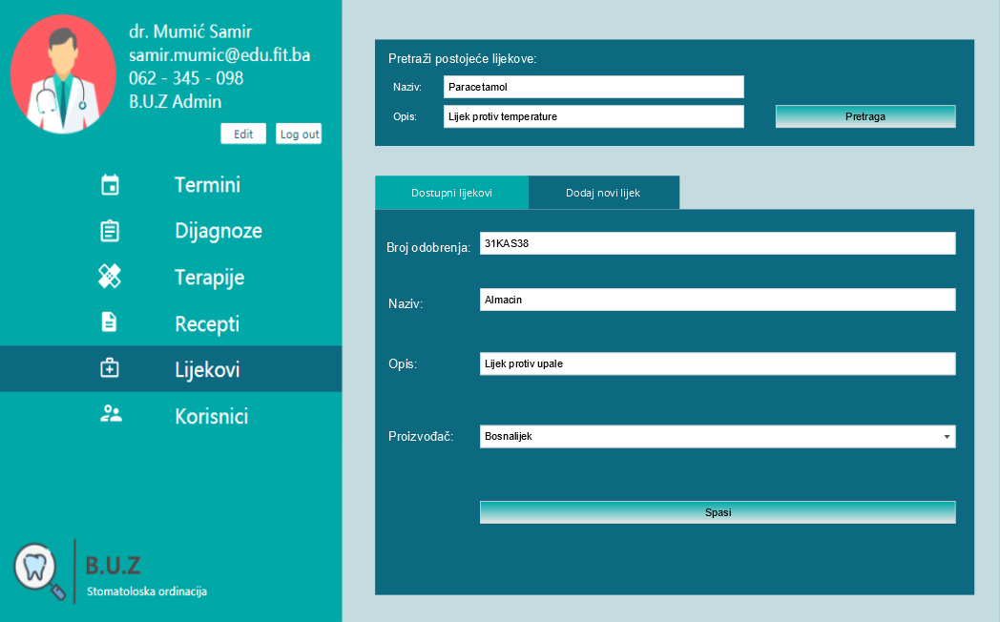 dr. Mumić Samir
samir.mumic@edu.fit.ba
062 - 345 - 098
B.U.Z Admin
Edit Log out
Termini
Dijagnoze
Terapije
Recepti
Lijekovi
Korisnici
B.U.Z
Stomatoloska ordinacija
Pretraži postojeće lijekove:
Naziv: Paracetamol
Opis: Lijek protiv temperature Pretraga
Dostupni lijekovi Dodaj novi lijek
Broj odobrenja: 31KAS38
Naziv: Almacin
Opis: Lijek protiv upale
Proizvođač: Bosnalijek
Spasi